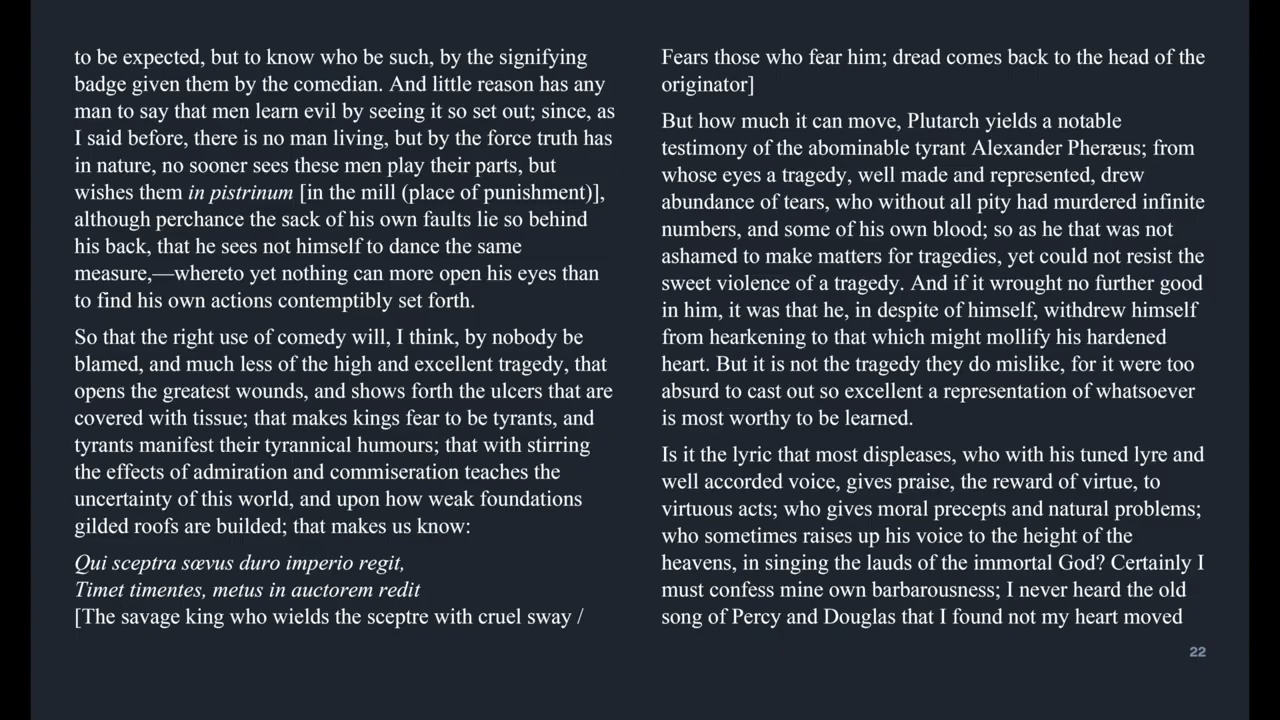 to be expected, but to know who be such, by the signifying
badge given them by the comedian. And little reason has any
man to say that men learn evil by seeing it so set out; since, as
I said before, there is no man living, but by the force truth has
in nature, no sooner sees these men play their parts, but
wishes them in pistrinum [in the mill (place of punishment)],
although perchance the sack of his own faults lie so behind
his back, that he sees not himself to dance the same
measure,—whereto yet nothing can more open his eyes than
to find his own actions contemptibly set forth.
So that the right use of comedy will, I think, by nobody be
blamed, and much less of the high and excellent tragedy, that
opens the greatest wounds, and shows forth the ulcers that are
covered with tissue; that makes kings fear to be tyrants, and
tyrants manifest their tyrannical humours; that with stirring
the effects of admiration and commiseration teaches the
uncertainty of this world, and upon how weak foundations
gilded roofs are builded; that makes us know:
Qui sceptra sævus duro imperio regit,
Timet timentes, metus in auctorem redit
[The savage king who wields the sceptre with cruel sway /
Fears those who fear him; dread comes back to the head of the
originator]
But how much it can move, Plutarch yields a notable
testimony of the abominable tyrant Alexander Pheræus; from
whose eyes a tragedy, well made and represented, drew
abundance of tears, who without all pity had murdered infinite
numbers, and some of his own blood; so as he that was not
ashamed to make matters for tragedies, yet could not resist the
sweet violence of a tragedy. And if it wrought no further good
in him, it was that he, in despite of himself, withdrew himself
from hearkening to that which might mollify his hardened
heart. But it is not the tragedy they do mislike, for it were too
absurd to cast out so excellent a representation of whatsoever
is most worthy to be learned.
Is it the lyric that most displeases, who with his tuned lyre and
well accorded voice, gives praise, the reward of virtue, to
virtuous acts; who gives moral precepts and natural problems;
who sometimes raises up his voice to the height of the
heavens, in singing the lauds of the immortal God? Certainly I
must confess mine own barbarousness; I never heard the old
song of Percy and Douglas that I found not my heart moved
22